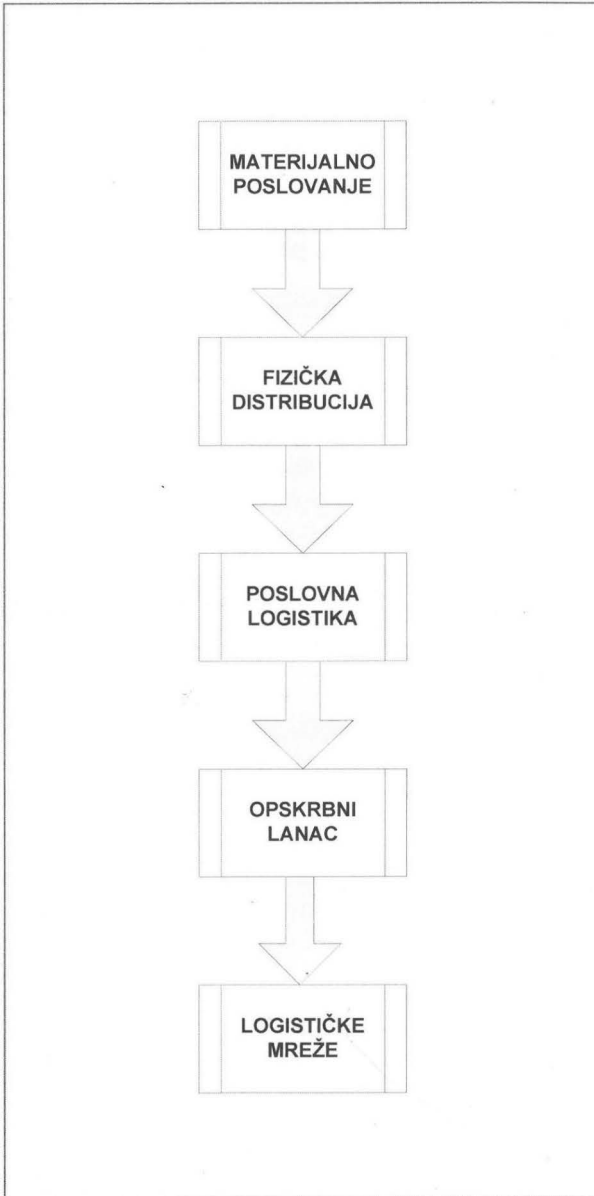 MATERIJALNO
POSLOVANJE
FIZIČKA
DISTRIBUCIJA
POSLOVNA
LOGISTIKA
OPSKRBNI
LANAC
LOGISTIČKE
MREŽE